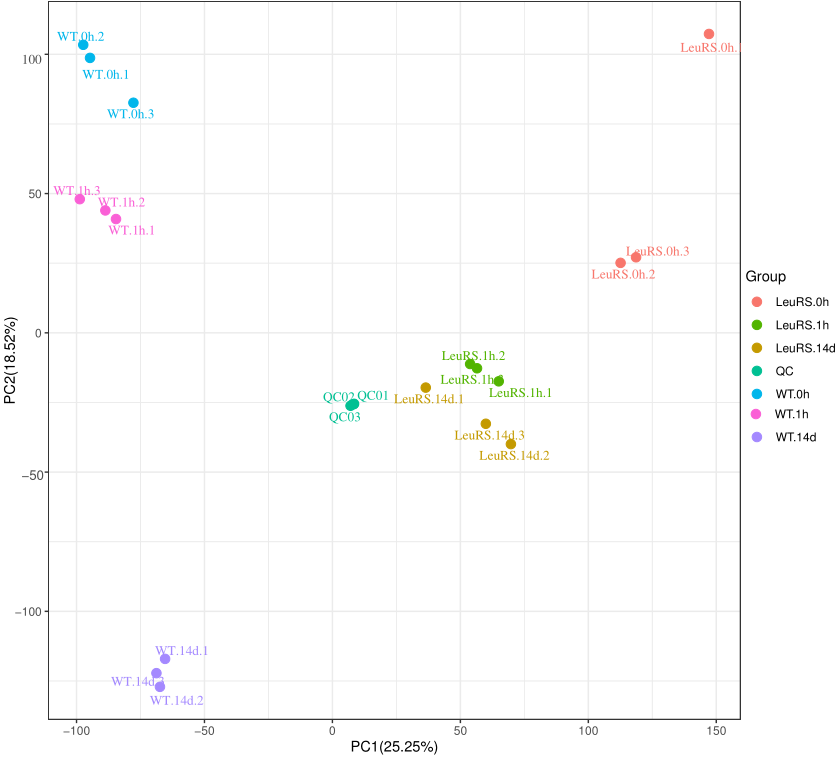 WT.0h.2
WT.0h.1
WT.0h.3
LeuRS.0h.
WT.1h.3
WT.1h.2
WT.1h.1
LeuRS.0h.3
LeuRS.0h.2
LeuRS.1h.2
LeuRS.1h.
LeuRS.1h.1
LeuRS.14d.1
LeuRS.14d.3
LeuRS.14d.2
QC02
QC01
QC03
WT.14d.1
WT.14d.
WT.14d.2
100
50
0
−50
−100
PC2(18.52%)
−100
−50
0
50
100
150
PC1(25.25%)
Group
LeuRS.0h
LeuRS.1h
LeuRS.14d
QC
WT.0h
WT.1h
WT.14d